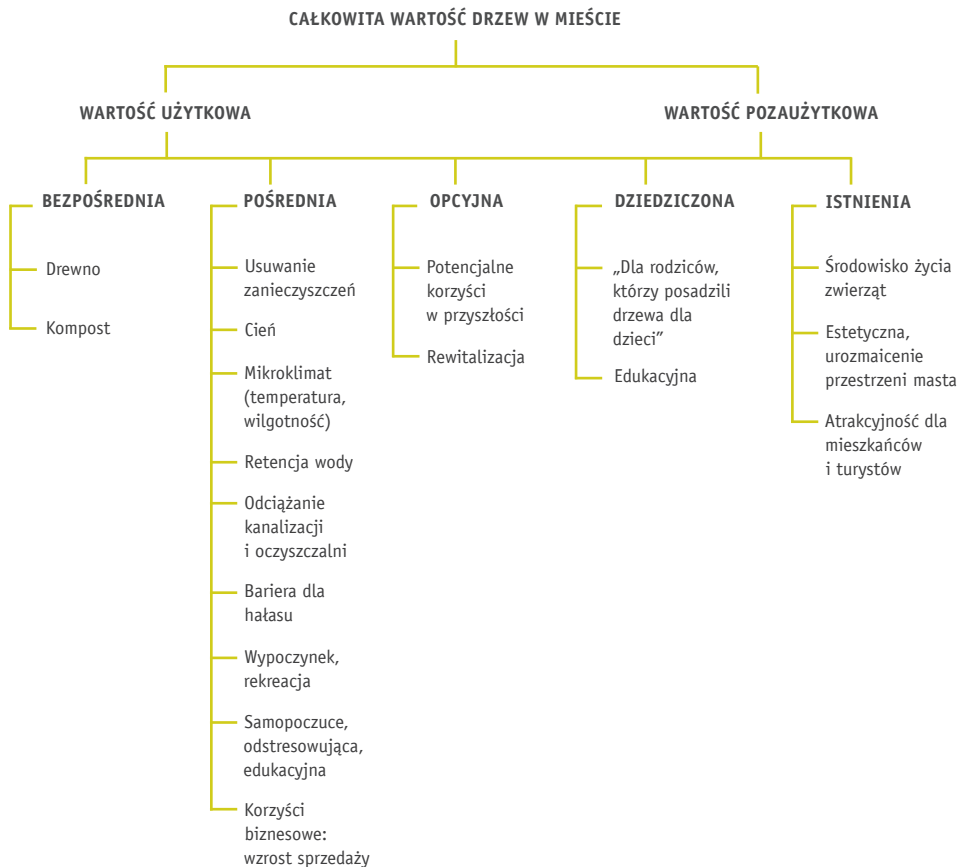 CAŁKOWITA WARTOŚĆ DRZEW W MIEŚCIE
WARTOŚĆ UŻYTKOWA
WARTOŚĆ POZAUŻYTKOWA
BEZPOŚREDNIA
Drewno
Kompost
POŚREDNIA
Usuwanie
zanieczyszczeń
Cień
Mikroklimat
(temperatura,
wilgotność)
Retencja wody
Odciążanie
kanalizacji
i oczyszczalni
Bariera dla
hałasu
Wypoczynek,
rekreacja
Samopoczuce,
odstresowująca,
edukacyjna
Korzyści
biznesowe:
wzrost sprzedaży
OPCYJNA
Potencjalne
korzyści
w przyszłości
Rewitalizacja
DZIEDZICZONA
„Dla rodziców,
którzy posadzili
drzewa dla
dzieci”
Edukacyjna
ISTNIENIA
Środowisko życia
zwierząt
Estetyczna,
urozmaicenie
przestrzeni masta
Atrakcyjność dla
mieszkańców
i turystów